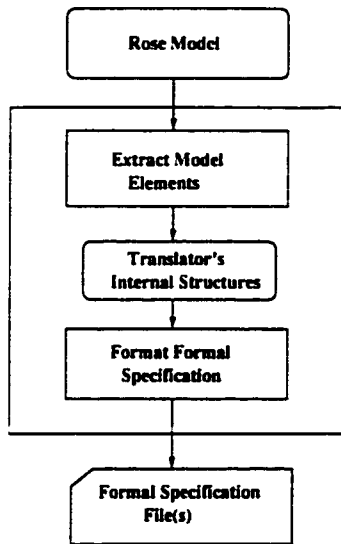 Rose Model
Extract Model
Elements
Translator's
Internal Structures
Format Formal
Specification
Formal Specification
File(s)